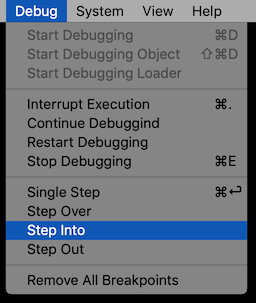 Debug System View Help
Start Debugging ⌘D
Start Debugging Object ⇧⌘D
Start Debugging Loader
Interrupt Execution ⌘.
Continue Debuggind
Restart Debugging
Stop Debugging ⌘E
Single Step ⌘↩
Step Over
Step Into
Step Out
Remove All Breakpoints